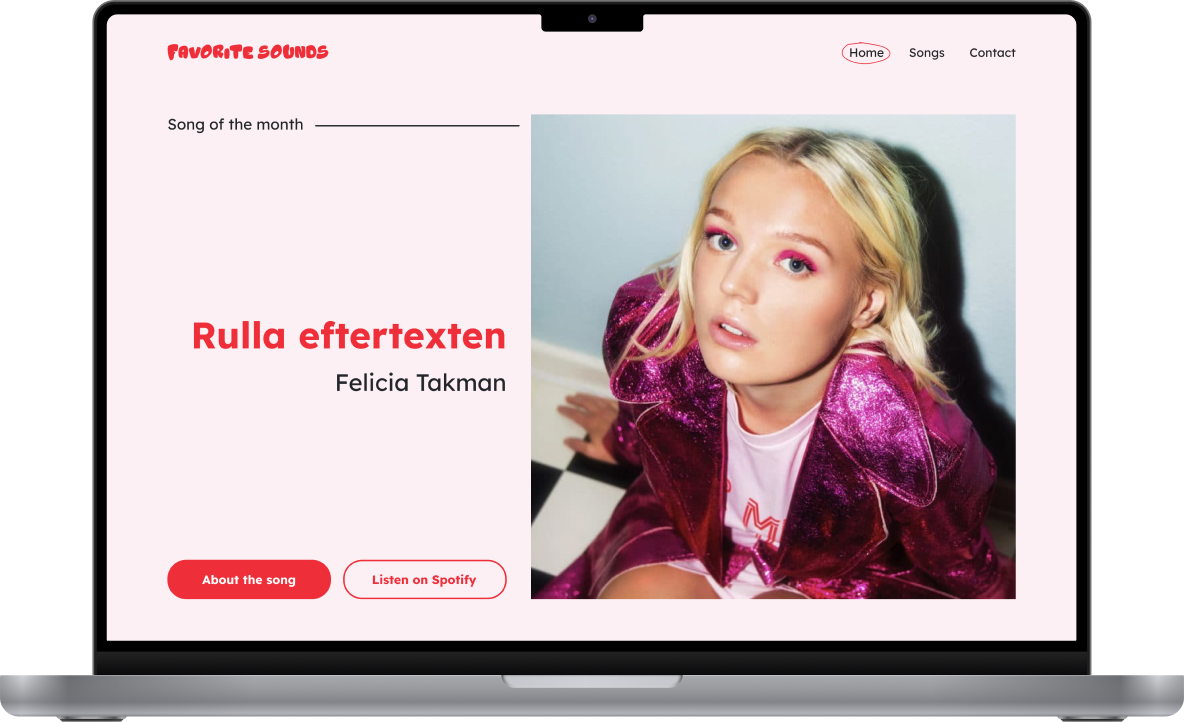 FAVORITE SOUNDS
Home Songs Contact
Song of the month
Rulla eftertexten
Felicia Takman
About the song
Listen on Spotify
M